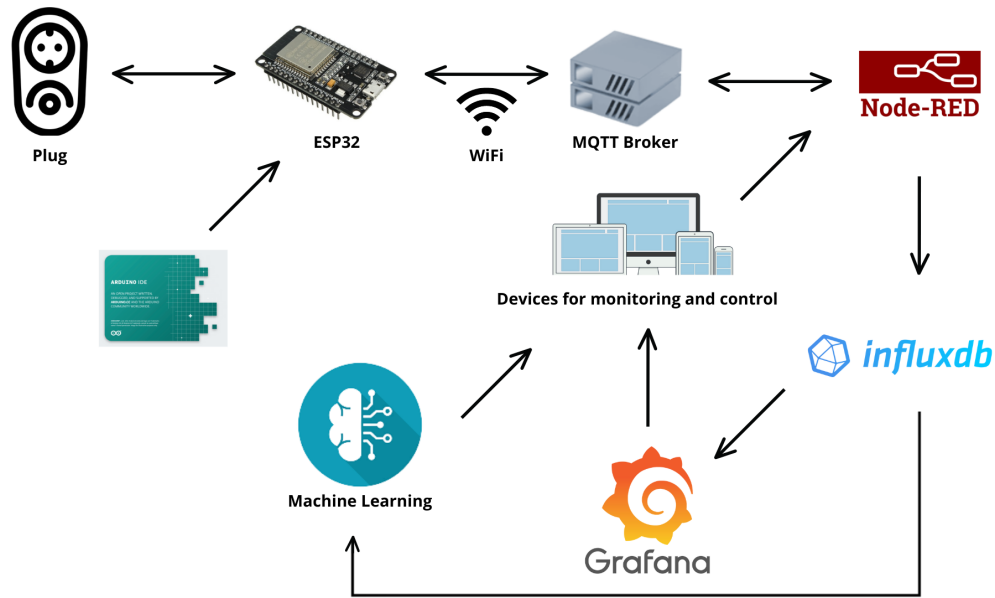 Plug
ESP32
WiFi
MQTT Broker
Node-RED
ARDUINO IDE
Devices for monitoring and control
influxdb
Machine Learning
Grafana